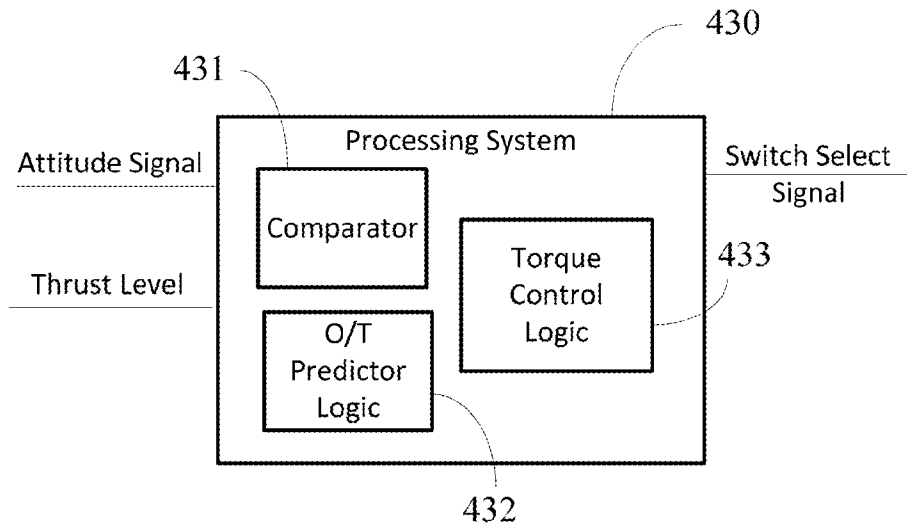 430
431
Processing System
Attitude Signal
Switch Select
Signal
Comparator
Torque
Control
Logic
433
Thrust Level
O/T
Predictor
Logic
432